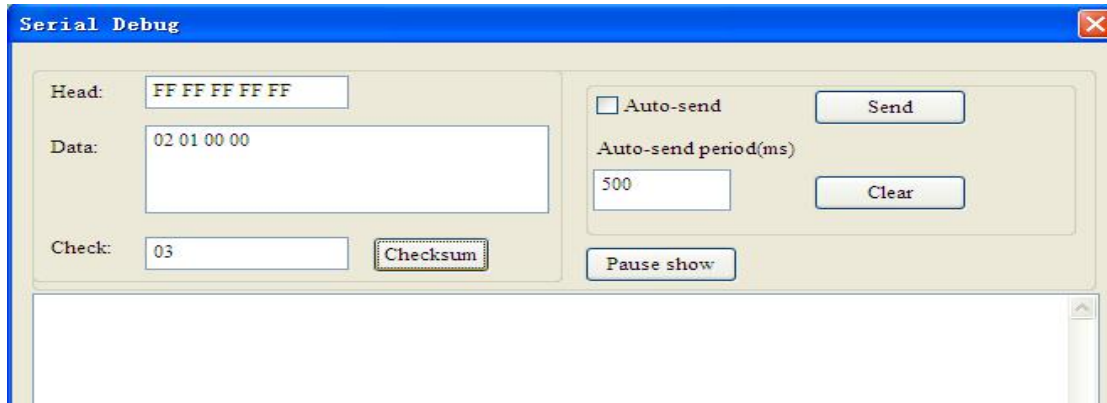 Serial Debug
Head:
FF FF FF FF FF
Data:
02 01 00 00
Check:
03
Checksum
Auto-send
Send
Auto-send period(ms)
500
Clear
Pause show